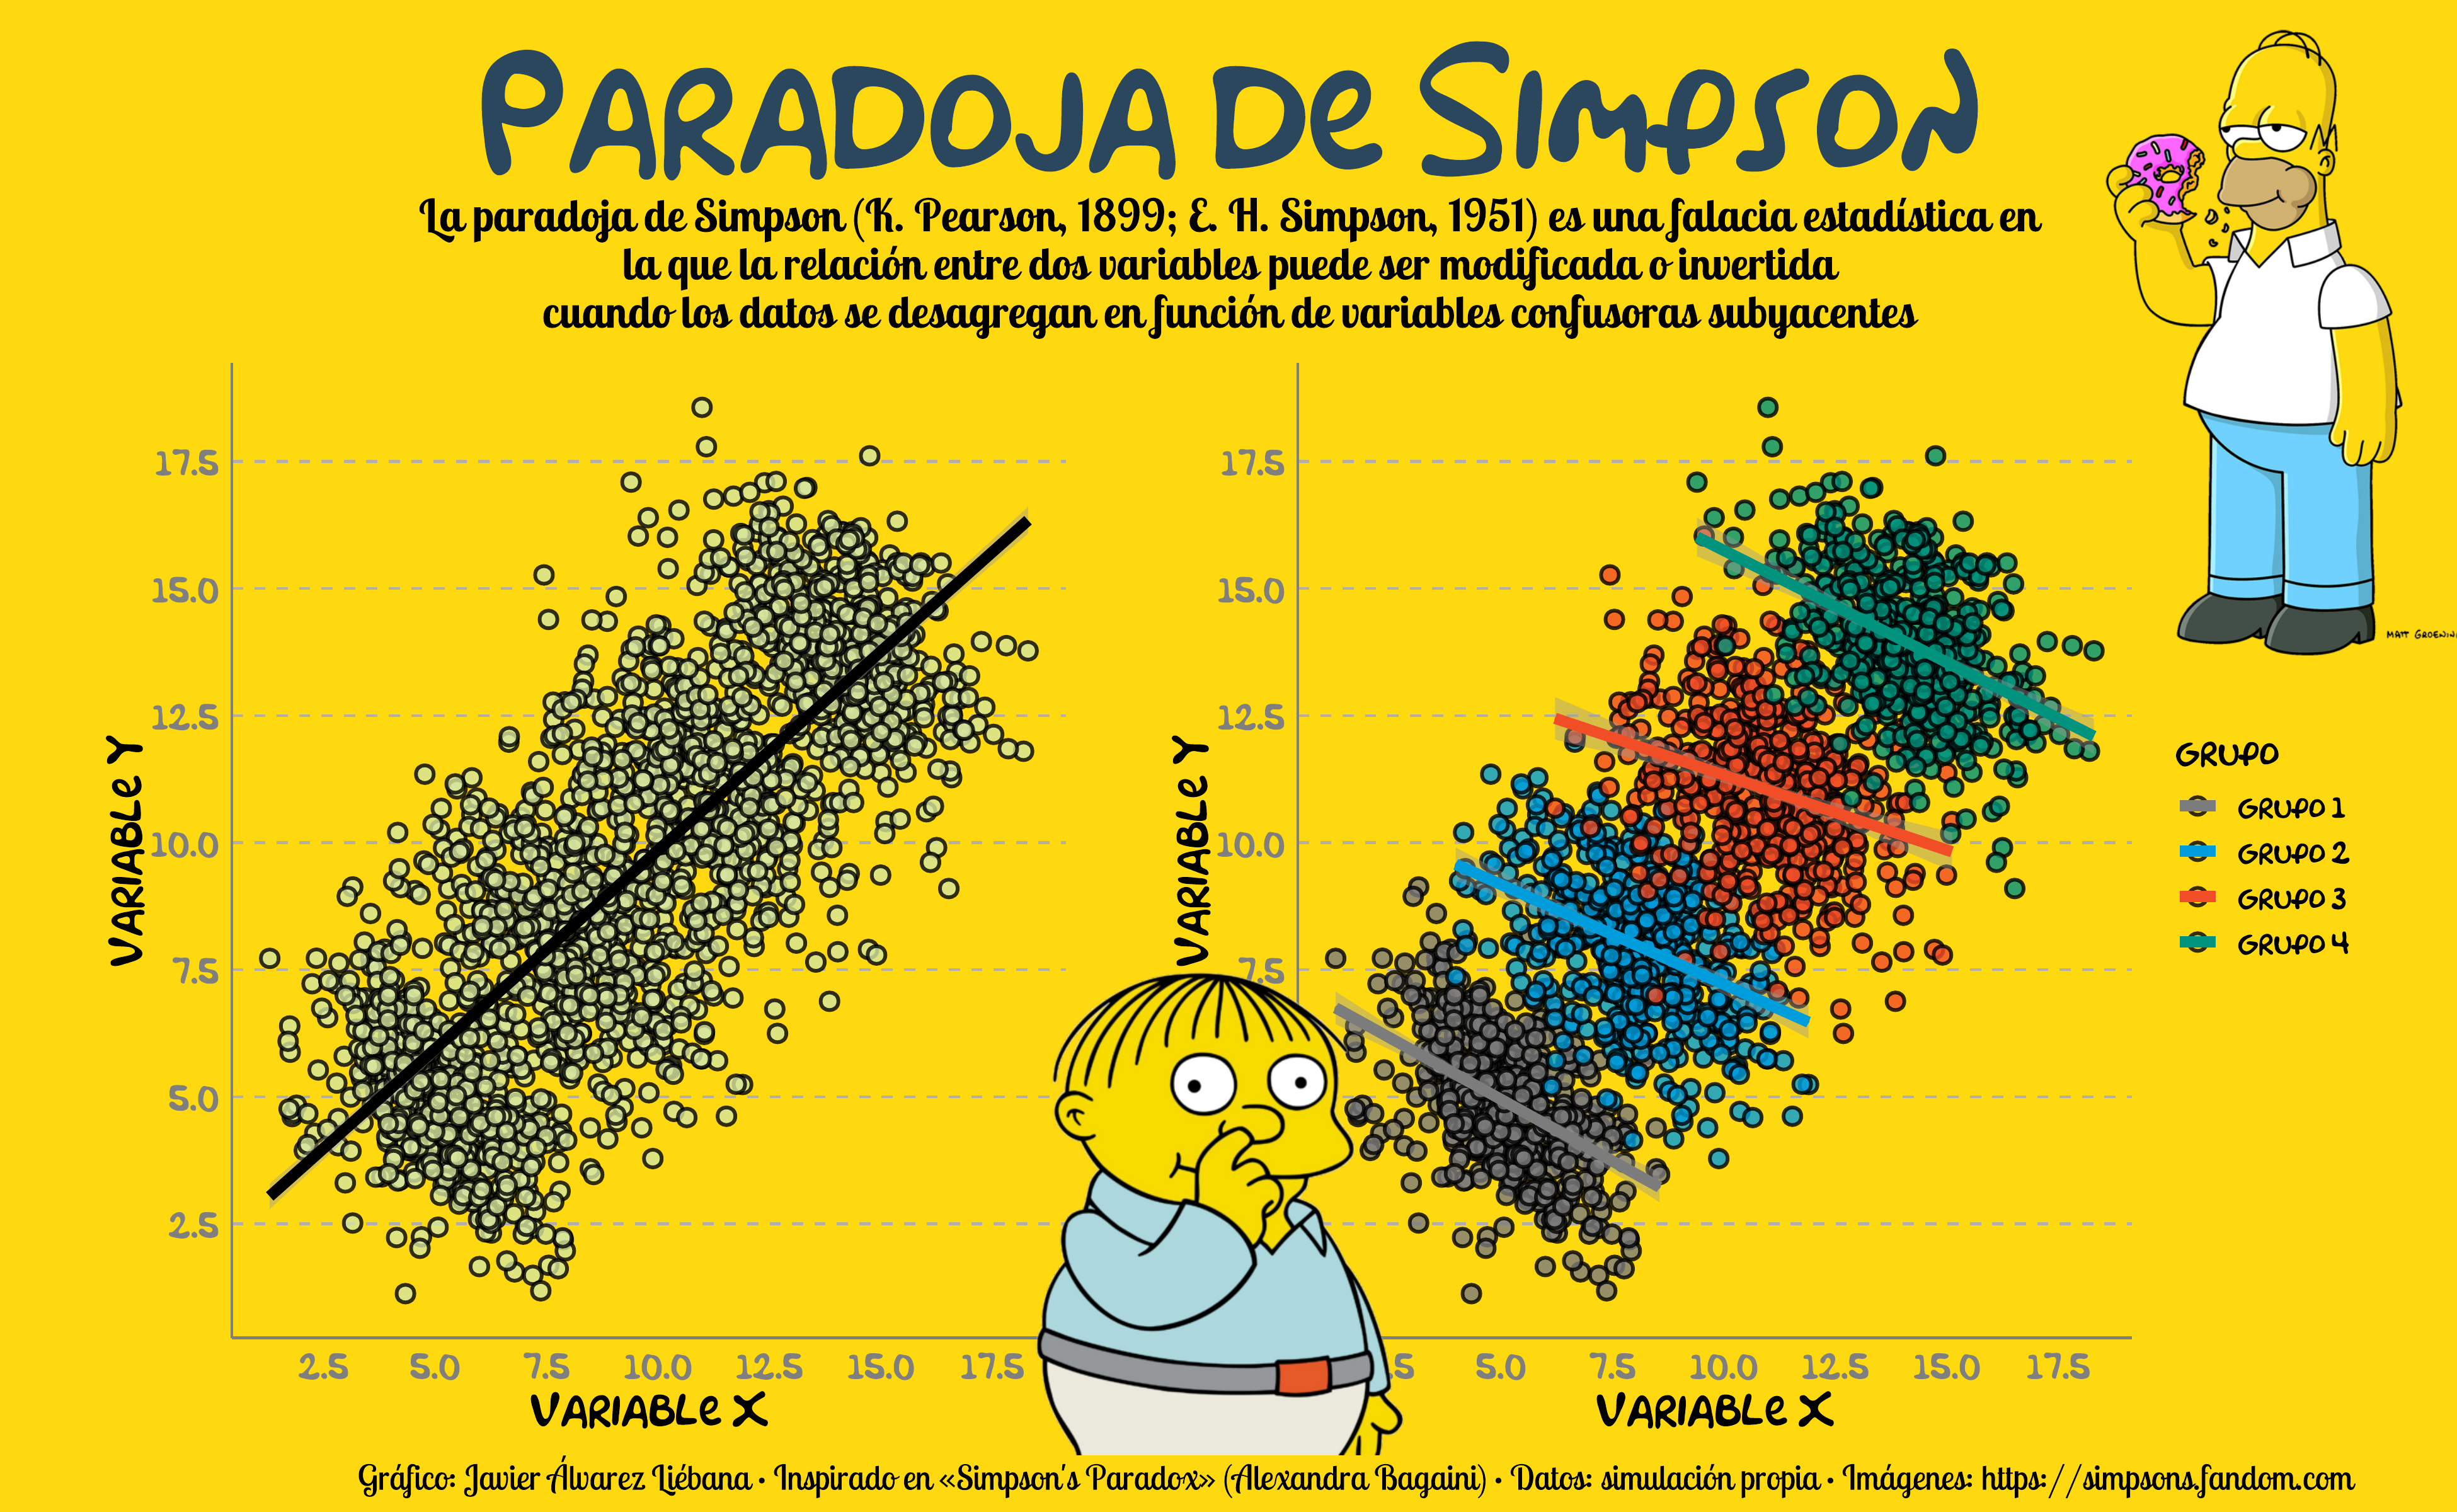 PARADOJA DE SIMPSON
La paradoja de Simpson (K. Pearson, 1899; E. H. Simpson, 1951) es una falacia estadística en
la que la relación entre dos variables puede ser modificada o invertida
cuando los datos se desagregan en función de variables confusoras subyacentes
MATT GROENIN
VARIABLE Y
17.5
15.0
12.5
10.0
7.5
5.0
2.5
2.5 5.0 7.5 10.0 12.5 15.0 17.5
VARIABLE X
VARIABLE Y
17.5
15.0
12.5
10.0
7.5
5.0 7.5 10.0 12.5 15.0 17.5
VARIABLE X
GRUPO
GRUPO 1
GRUPO 2
GRUPO 3
GRUPO 4
Gráfico: Javier Álvarez Liébana · Inspirado en «Simpson's Paradox» (Alexandra Bagaini) · Datos: simulación propia · Imágenes: https://simpsons.fandom.com